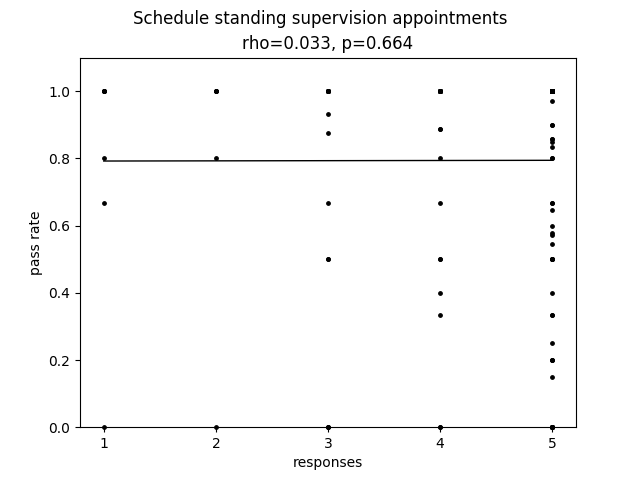 Schedule standing supervision appointments
rho=0.033, p=0.664
pass rate
1.0
0.8
0.6
0.4
0.2
0.0
1 2 3 4 5
responses